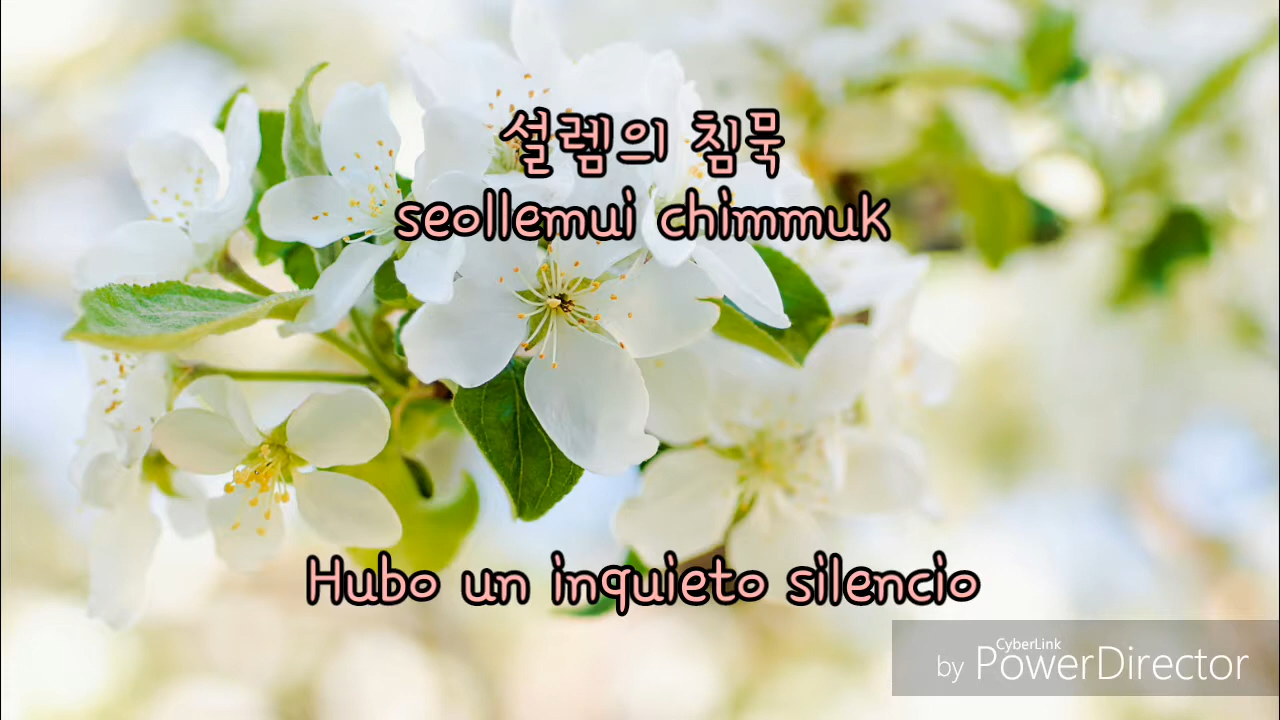 설렘의 침묵
seollemui chimmuk
Hubo un inquieto silencio
CyberLink
by PowerDirector